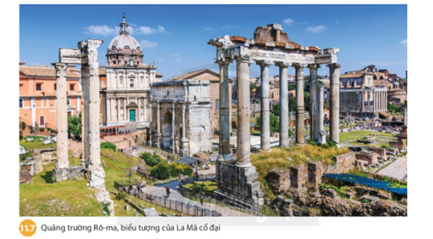 11.7 Quảng trường Rô-ma, biểu tượng của La Mã cổ đại